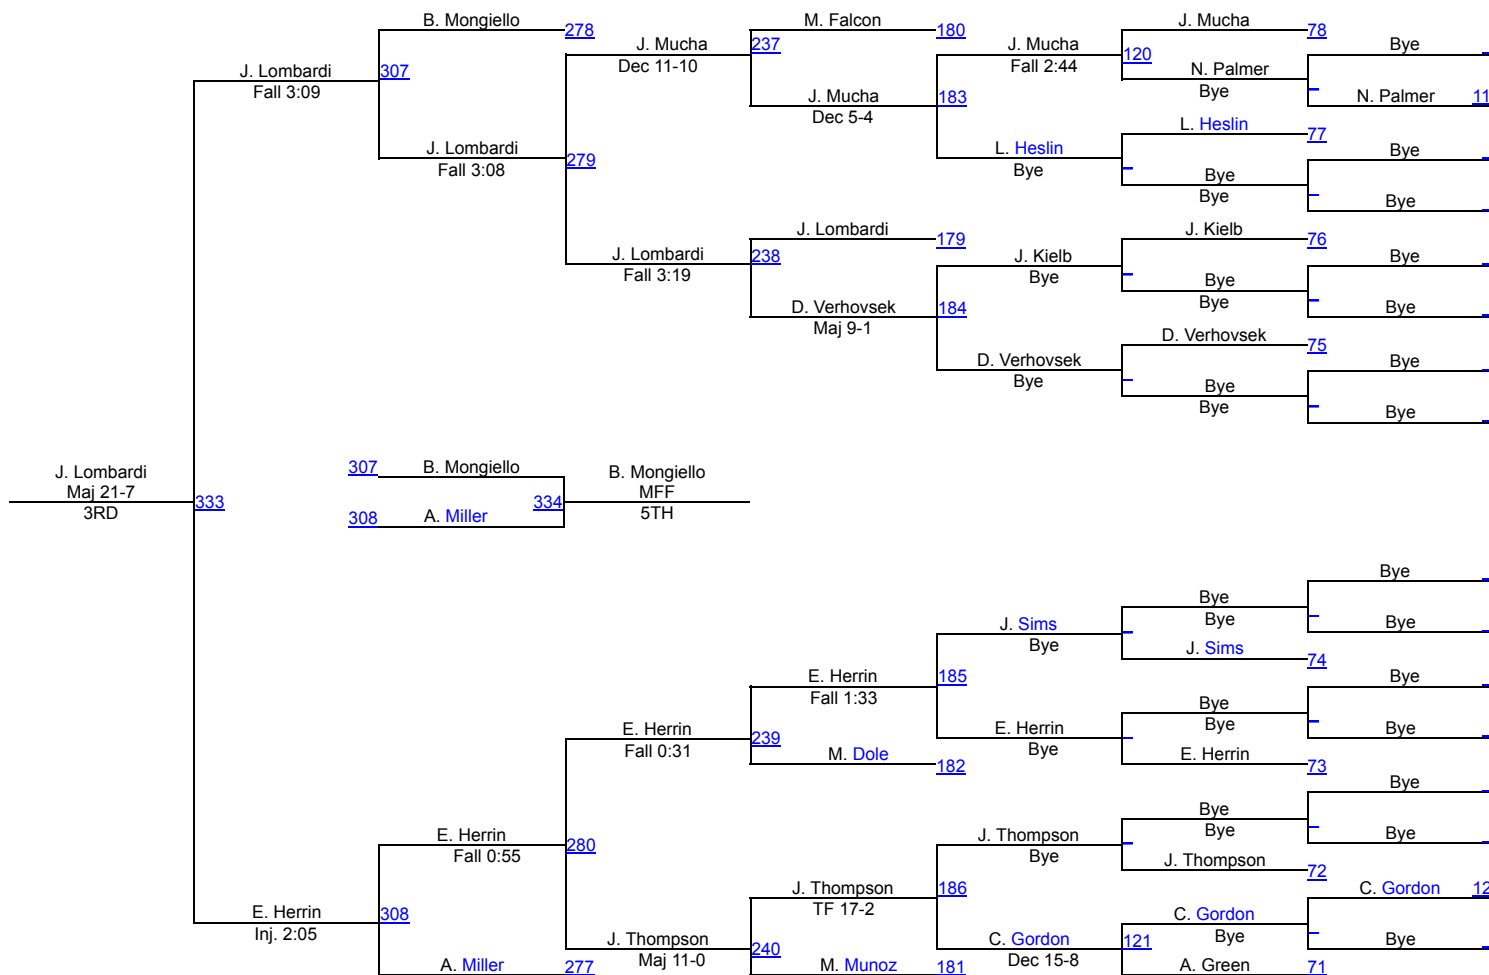 B. Mongiello 278 M. Falcon 180 J. Mucha 78
J. Mucha 237 J. Mucha 120 Bye
Dec 11-10 Fall 2:44
J. Lombardi 307 N. Palmer
Fall 3:09 Bye
J. Mucha 183 N. Palmer 11
Dec 5-4
L. Heslin 77
J. Lombardi 279 L. Heslin Bye
Fall 3:08 Bye
Bye
Bye Bye
J. Lombardi 179 J. Kielb 76
J. Lombardi 238 J. Kielb Bye
Fall 3:19 Bye
Bye
D. Verhovsek 184 Bye Bye
Maj 9-1
D. Verhovsek 75
D. Verhovsek Bye
Bye
Bye
Bye Bye
J. Lombardi 307 B. Mongiello B. Mongiello
Maj 21-7 333 334 MFF
3RD 308 A. Miller 5TH
Bye
Bye
J. Sims Bye Bye
Bye
J. Sims 74
E. Herrin 185 Bye
Fall 1:33
Bye
E. Herrin 239 E. Herrin Bye Bye
Fall 0:31 Bye
M. Dole 182 E. Herrin 73
Bye
Bye
E. Herrin 280 J. Thompson Bye Bye
Fall 0:55 Bye
J. Thompson 72
J. Thompson 186 C. Gordon 12
TF 17-2
E. Herrin 308 C. Gordon
Inj. 2:05 Bye
J. Thompson 240 C. Gordon 121 Bye
Maj 11-0 Dec 15-8
A. Miller 277 M. Munoz 181 A. Green 71